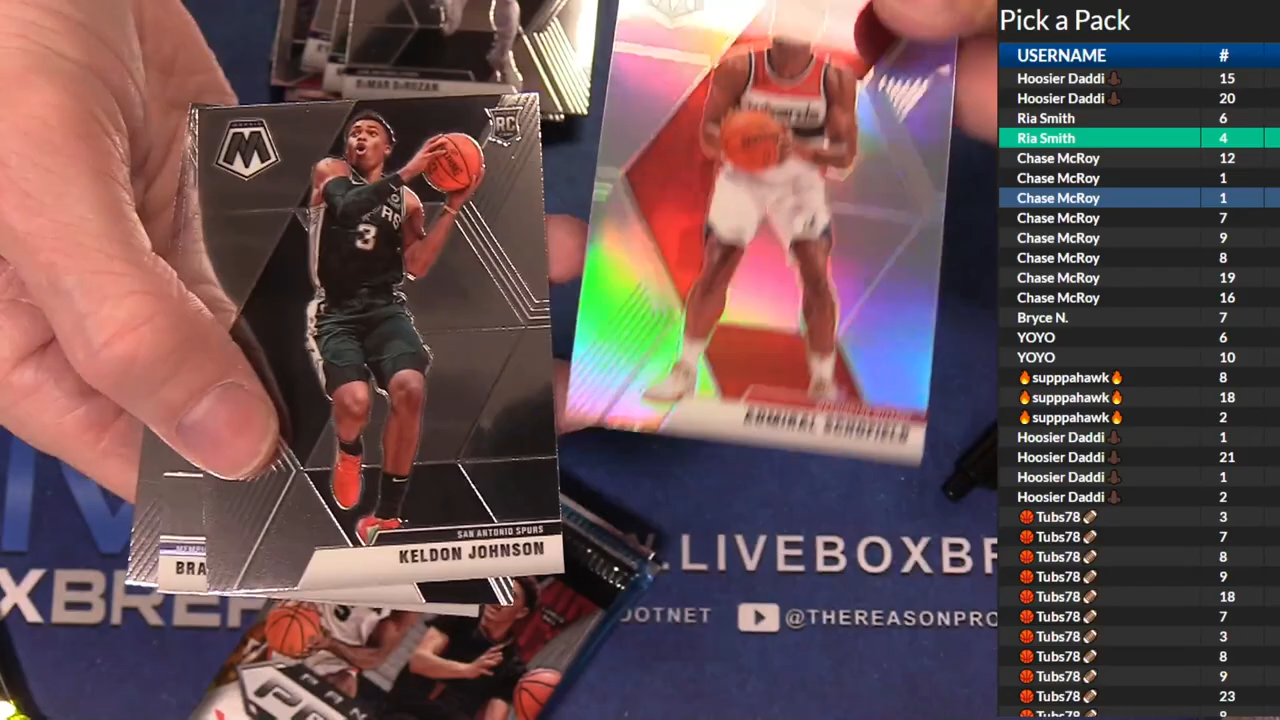 Pick a Pack
USERNAME #
Hoosier Daddi 15
Hoosier Daddi 20
Ria Smith 6
Ria Smith 4
Chase McRoy 12
Chase McRoy 1
Chase McRoy 1
Chase McRoy 7
Chase McRoy 9
Chase McRoy 8
Chase McRoy 19
Chase McRoy 16
Bryce N. 7
YOYO 6
YOYO 10
🔥supppahawk🔥 8
🔥supppahawk🔥 18
🔥supppahawk🔥 2
Hoosier Daddi 1
Hoosier Daddi 21
Hoosier Daddi 1
Hoosier Daddi 2
🏀 Tubs78 🏈 3
🏀 Tubs78 🏈 7
🏀 Tubs78 🏈 8
🏀 Tubs78 🏈 9
🏀 Tubs78 🏈 18
🏀 Tubs78 🏈 7
🏀 Tubs78 🏈 3
🏀 Tubs78 🏈 8
🏀 Tubs78 🏈 9
🏀 Tubs78 🏈 23
DEMAR DEROZAN
M
RC
3
SAN ANTONIO SPURS
KELDON JOHNSON
BRA
ADMIRAL SCHOFIELD
.LIVEBOXBR
OXBRE
DOTNET
@THEREASONPRO